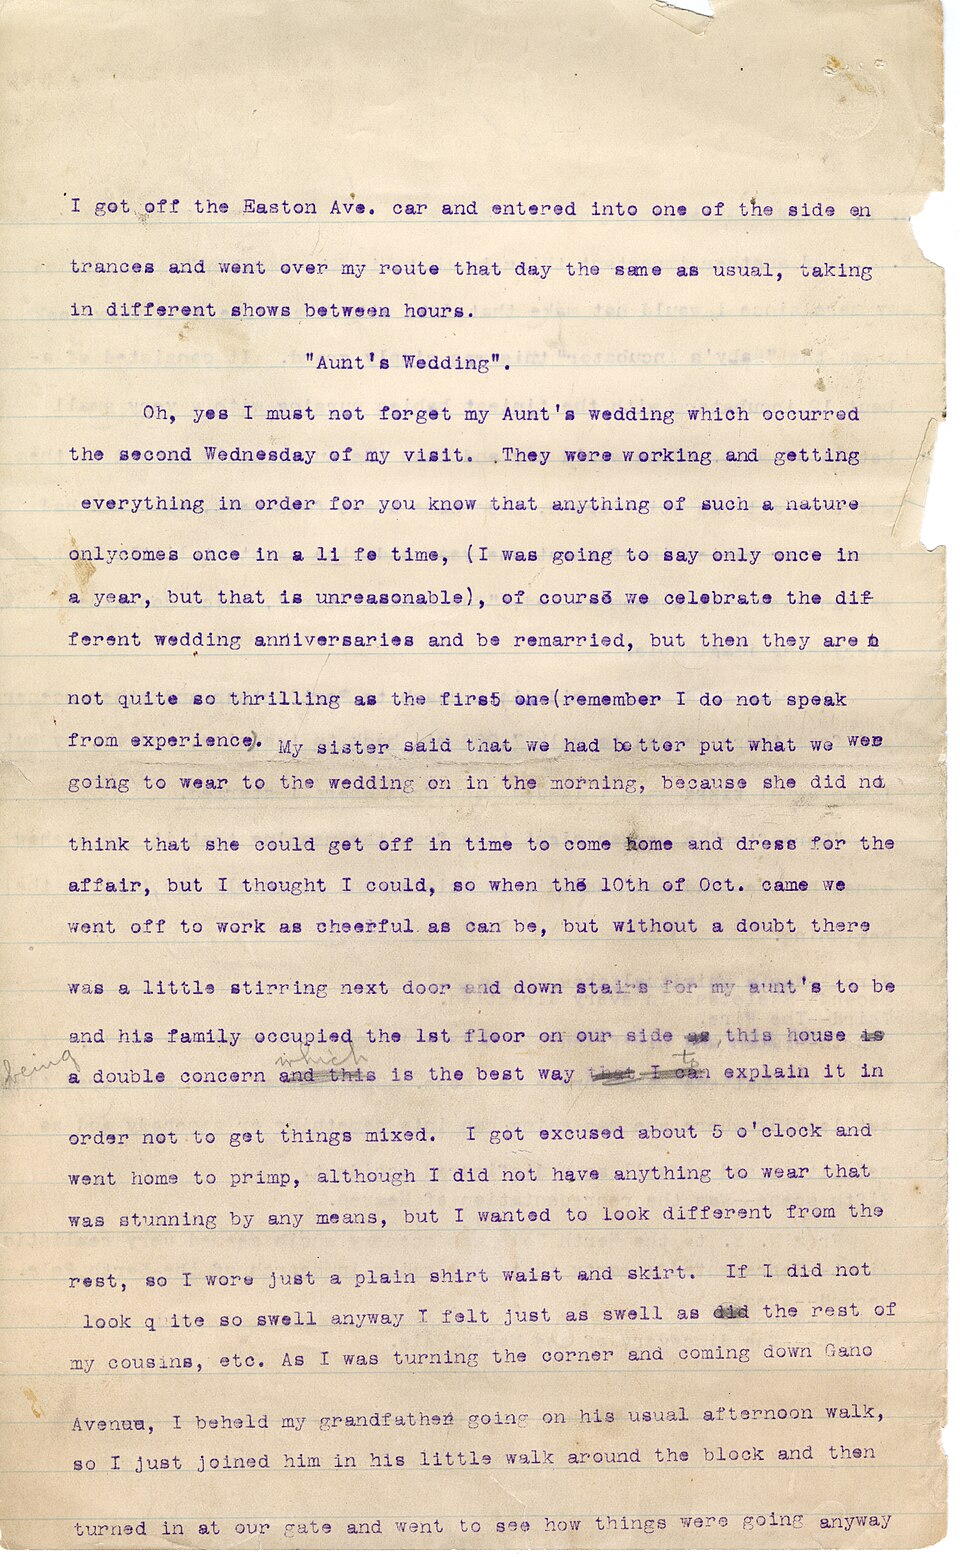 I got off the Easton Ave. car and entered into one of the side en
trances and went over my route that day the same as usual, taking
in different shows between hours.
"Aunt's Wedding".
Oh, yes I must not forget my Aunt's wedding which occurred
the second Wednesday of my visit. .They were working and getting
everything in order for you know that anything of such a nature
onlycomes once in a li fe time, (I was going to say only once in
a year, but that is unreasonable), of course we celebrate the dif-
ferent wedding anniversaries and be remarried, but then they are n
not quite so thrilling as the first one(remember I do not speak
from experience). My sister said that we had better put what we wer
going to wear to the wedding on in the morning, because she did not
think that she could get off in time to come home and dress for the
affair, but I thought I could, so when the 10th of Oct. came we
went off to work as cheerful as can be, but without a doubt there
was a little stirring next door and down stairs for my aunt's to be
and his family occupied the 1st floor on our side as, this house is
being which to
a double concern and this is the best way that I can explain it in
order not to get things mixed. I got excused about 5 o'clock and
went home to primp, although I did not have anything to wear that
was stunning by any means, but I wanted to look different from the
rest, so I wore just a plain shirt waist and skirt. If I did not
look q ite so swell anyway I felt just as swell as did the rest of
my cousins, etc. As I was turning the corner and coming down Gano
Avenue, I beheld my grandfather going on his usual afternoon walk,
so I just joined him in his little walk around the block and then
turned in at our gate and went to see how things were going anyway